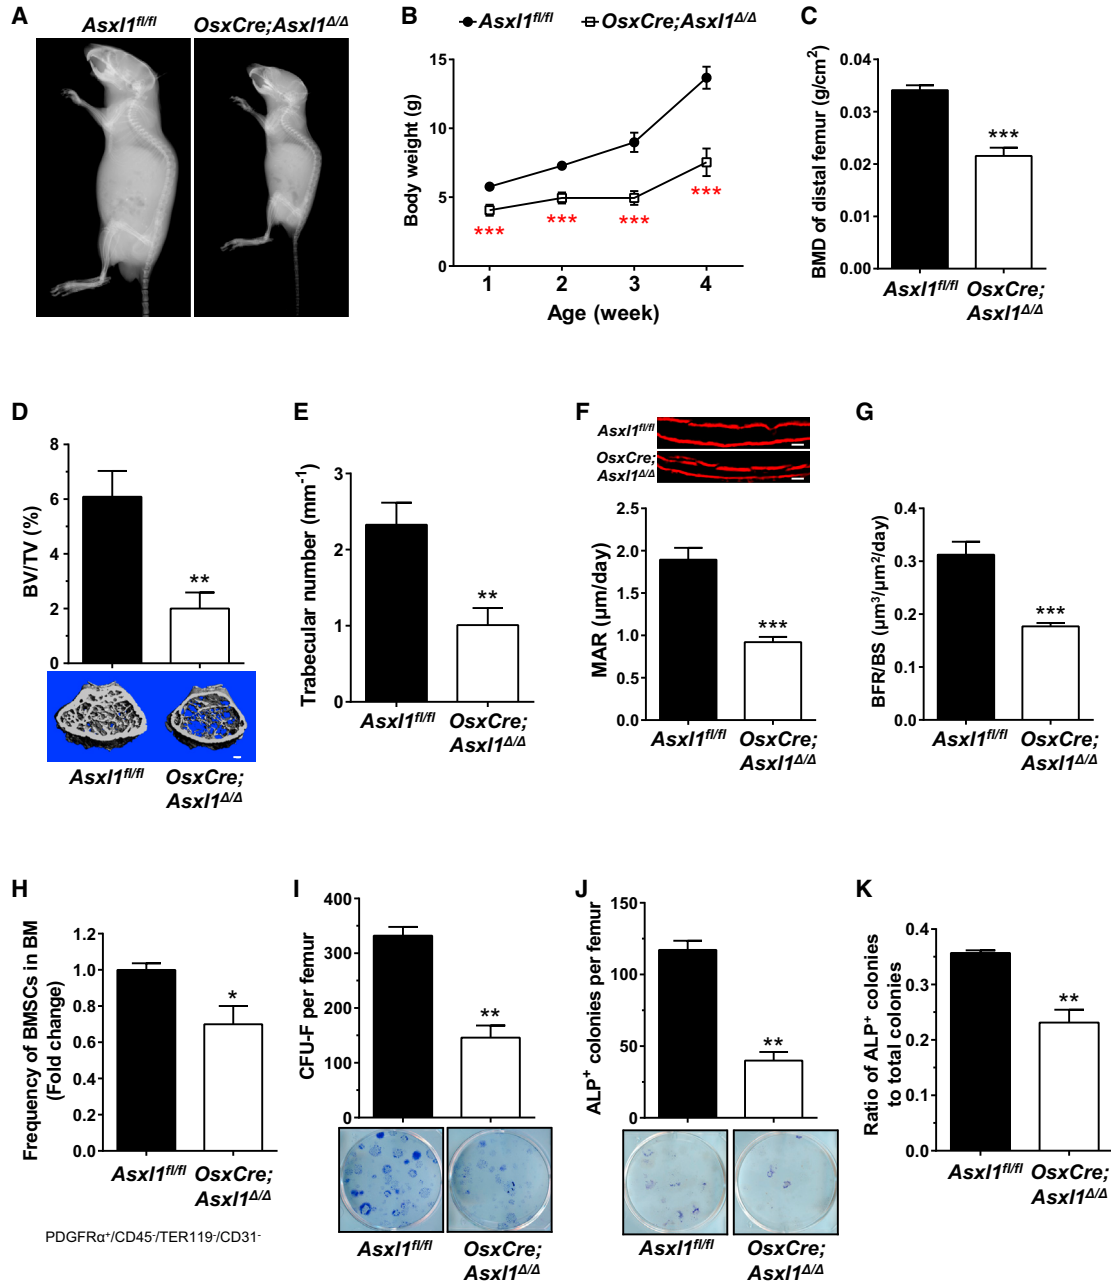 A
Asxl1fl/fl
OsxCre;Asxl1Δ/Δ
B
Asxl1fl/fl
OsxCre;Asxl1Δ/Δ
Body weight (g)
15
10
5
0
***
***
***
***
1
2
3
4
Age (week)
C
BMD of distal femur (g/cm2)
0.04
0.03
0.02
0.01
0.00
***
Asxl1fl/fl
OsxCre;
Asxl1Δ/Δ
D
BV/TV (%)
8
6
4
2
0
**
Asxl1fl/fl
OsxCre;
Asxl1Δ/Δ
E
Trabecular number (mm-1)
3
2
1
0
**
Asxl1fl/fl
OsxCre;
Asxl1Δ/Δ
F
Asxl1fl/fl
OsxCre;
Asxl1Δ/Δ
MAR (μm/day)
2.5
2.0
1.5
1.0
0.5
0.0
***
Asxl1fl/fl
OsxCre;
Asxl1Δ/Δ
G
BFR/BS (μm3/μm2/day)
0.4
0.3
0.2
0.1
0.0
***
Asxl1fl/fl
OsxCre;
Asxl1Δ/Δ
H
Frequency of BMSCs in BM
(Fold change)
1.2
1.0
0.8
0.6
0.4
0.2
0.0
*
Asxl1fl/fl
OsxCre;
Asxl1Δ/Δ
PDGFRα+/CD45-/TER119-/CD31-
I
CFU-F per femur
400
300
200
100
0
**
Asxl1fl/fl
OsxCre;
Asxl1Δ/Δ
J
ALP+ colonies per femur
150
100
50
0
**
Asxl1fl/fl
OsxCre;
Asxl1Δ/Δ
K
Ratio of ALP+ colonies
to total colonies
0.4
0.3
0.2
0.1
0.0
**
Asxl1fl/fl
OsxCre;
Asxl1Δ/Δ